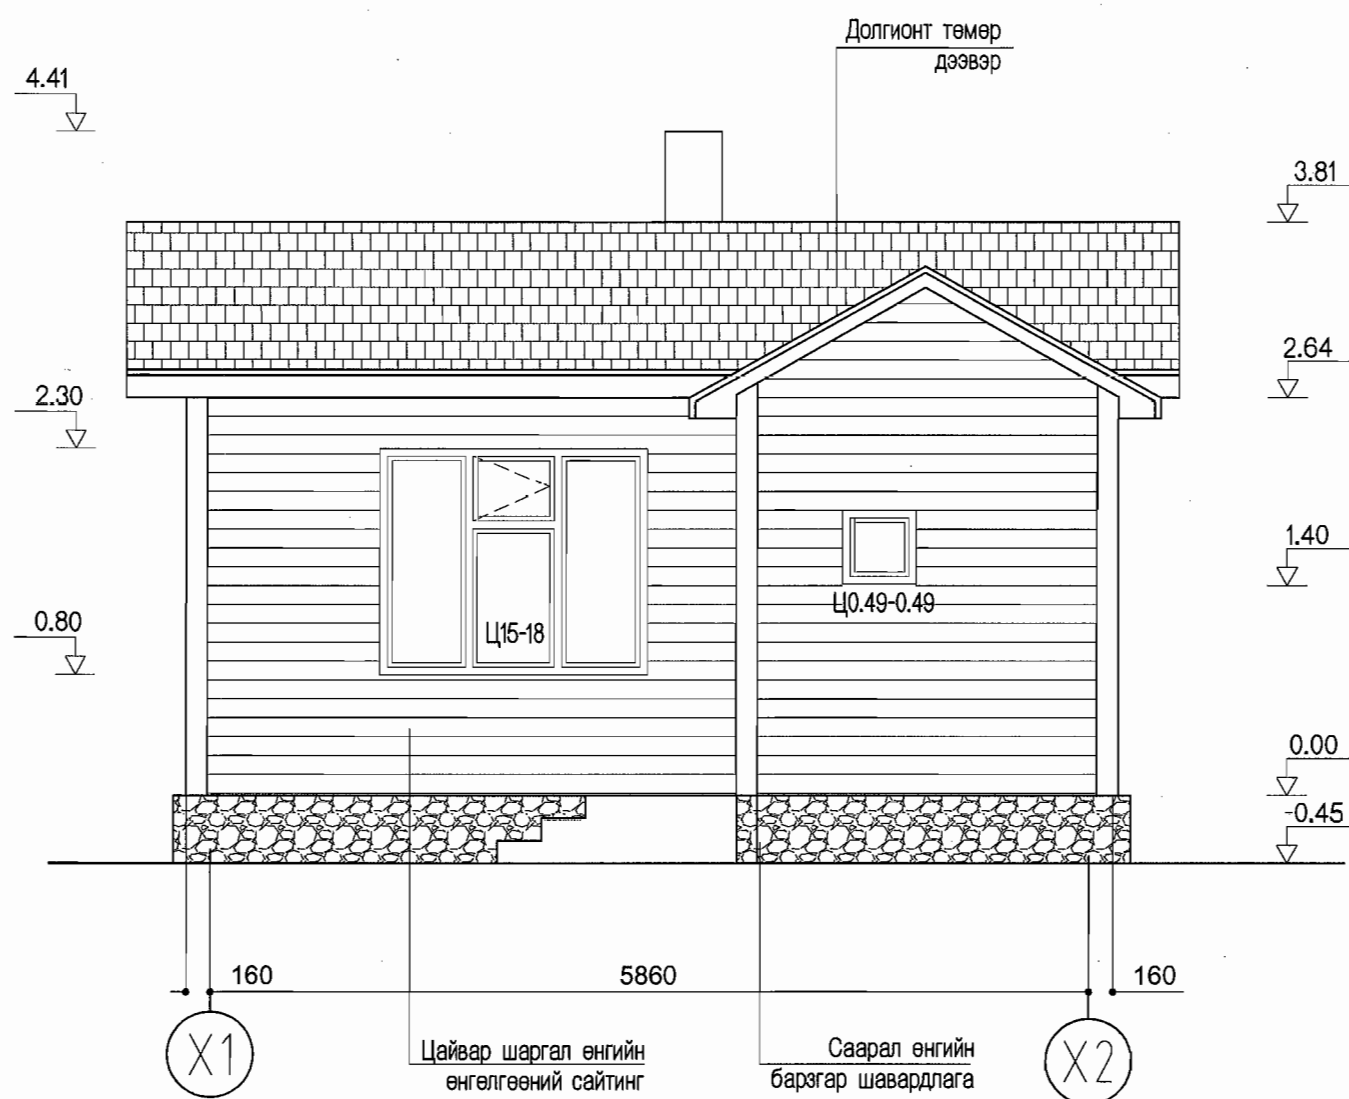 Долгионт төмөр
дээвэр
4.41
3.81
2.64
2.30
1.40
Ц0.49-0.49
Ц15-18
0.80
0.00
-0.45
160
5860
160
X1
X2
Цайвар шаргал өнгийн
өнгөлгөөний сайтинг
Саарал өнгийн
барзгар шавардлага